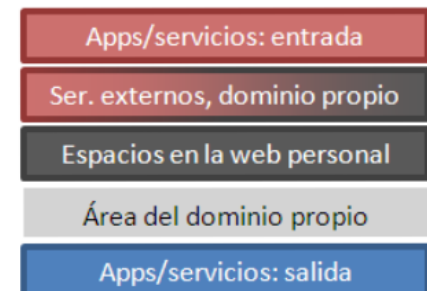 Apps/servicios: entrada
Ser. externos, dominio propio
Espacios en la web personal
Área del dominio propio
Apps/servicios: salida